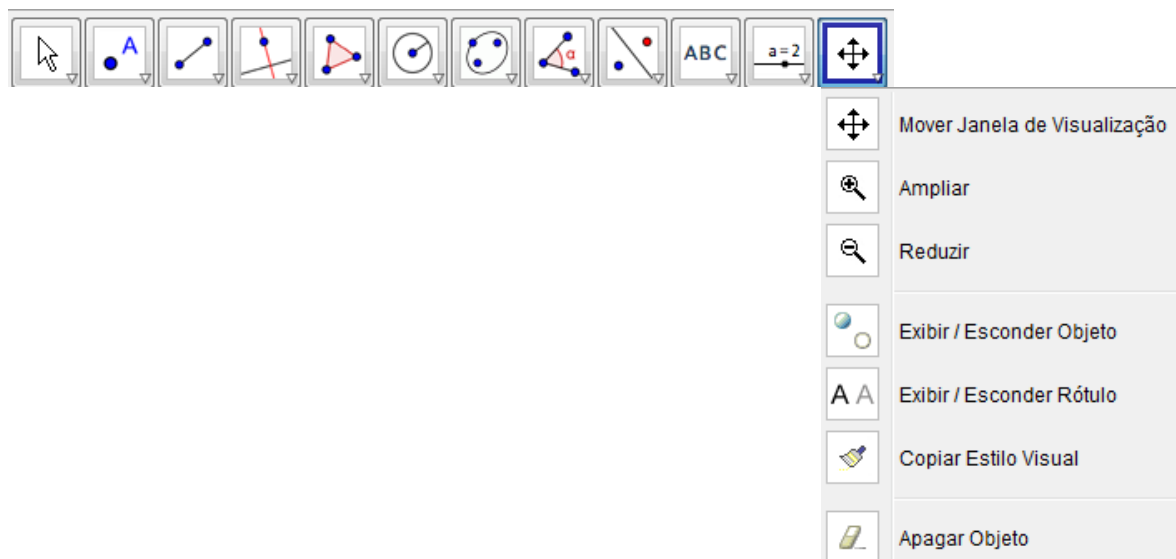 A
α
ABC
a=2
Mover Janela de Visualização
Ampliar
Reduzir
Exibir / Esconder Objeto
A A
Exibir / Esconder Rótulo
Copiar Estilo Visual
Apagar Objeto